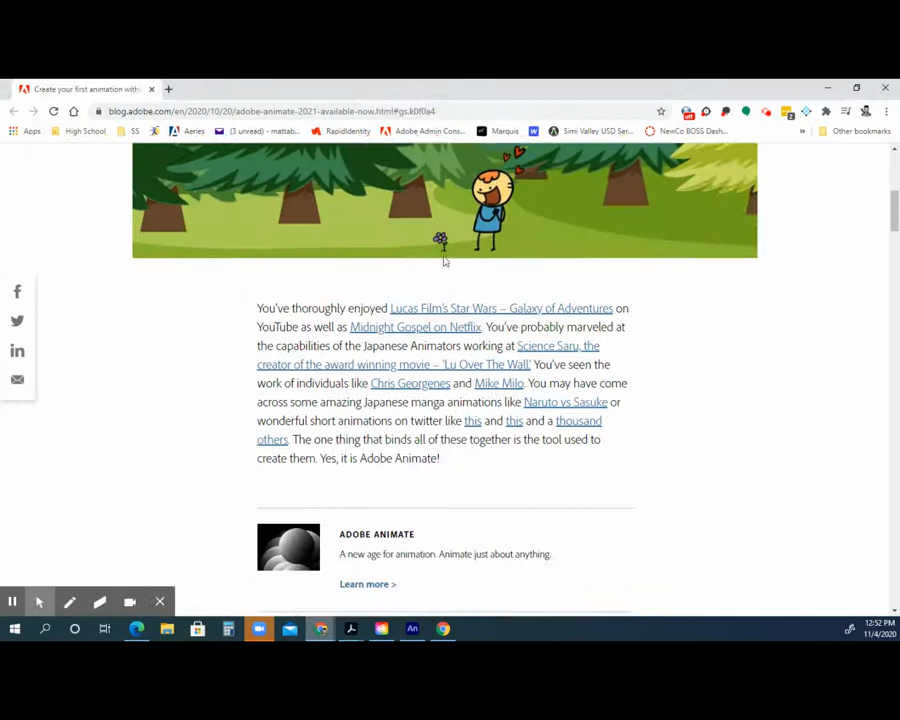 Create your first animation with
blog.adobe.com/en/2020/10/20/adobe-animate-2021-available-now.html#gs.k0f0a4
Apps High School SS Aeries (3 unread) - mattab... RapidIdentity Adobe Admin Cons... Marquis Simi Valley USD Ser... NewCo BOSS Dash... » Other bookmarks
You've thoroughly enjoyed Lucas Film's Star Wars – Galaxy of Adventures on
YouTube as well as Midnight Gospel on Netflix. You've probably marveled at
the capabilities of the Japanese Animators working at Science Saru, the
creator of the award winning movie – 'Lu Over The Wall.' You've seen the
work of individuals like Chris Georgenes and Mike Milo. You may have come
across some amazing Japanese manga animations like Naruto vs Sasuke or
wonderful short animations on twitter like this and this and a thousand
others. The one thing that binds all of these together is the tool used to
create them. Yes, it is Adobe Animate!
ADOBE ANIMATE
A new age for animation. Animate just about anything.
Learn more >
An
12:52 PM
11/4/2020